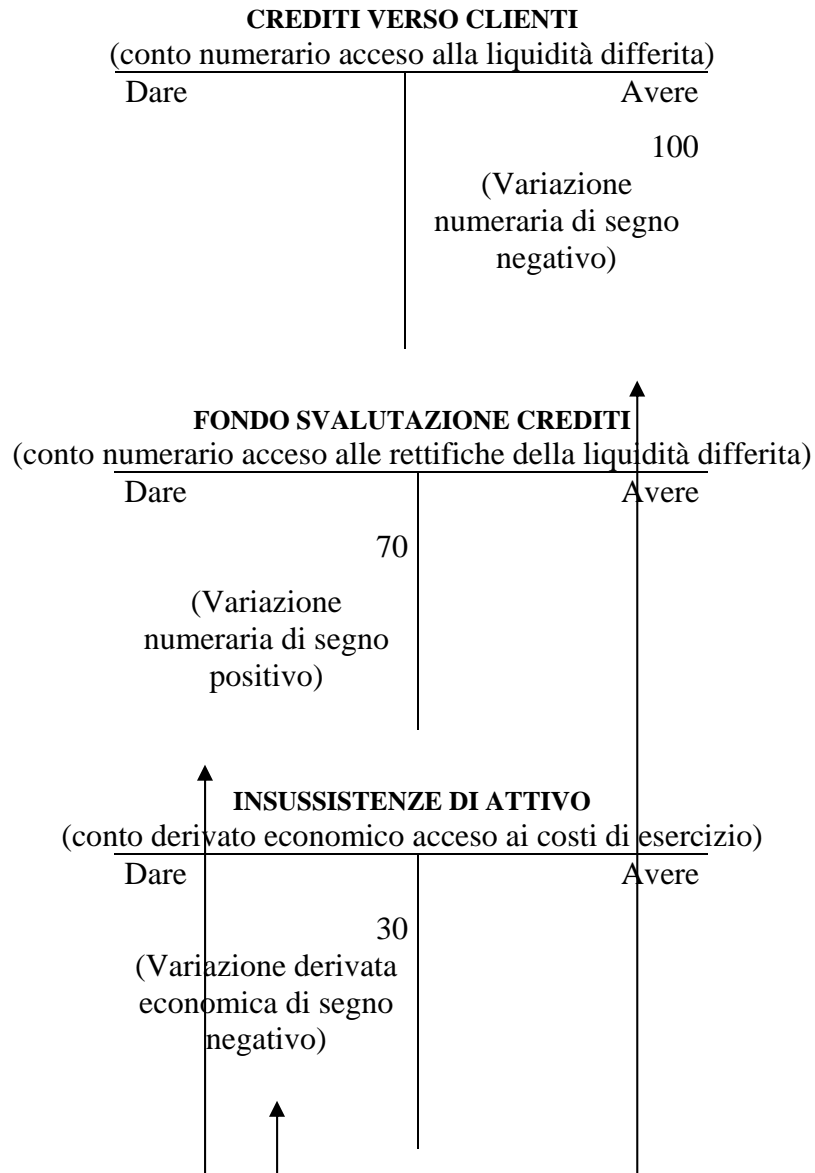 CREDITI VERSO CLIENTI
(conto numerario acceso alla liquidità differita)
Dare Avere
100
(Variazione
numeraria di segno
negativo)
FONDO SVALUTAZIONE CREDITI
(conto numerario acceso alle rettifiche della liquidità differita)
Dare Avere
70
(Variazione
numeraria di segno
positivo)
INSUSSISTENZE DI ATTIVO
(conto derivato economico acceso ai costi di esercizio)
Dare Avere
30
(Variazione derivata
economica di segno
negativo)